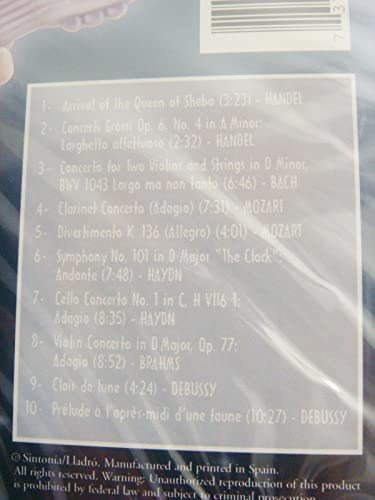 1- Arrival of the Queen of Sheba (3:23) - HANDEL
2- Concerti Grossi Op. 6, No. 4 in A Minor:
Larghetto affettuoso (2:32) - HANDEL
3- Concerto for Two Violins and Strings in D Minor,
BWV 1043 Largo ma non tanto (6:46) - BACH
4- Clarinet Concerto (Adagio) (7:31) - MOZART
5- Divertimento K. 136 (Allegro) (4:01) - MOZART
6- Symphony No. 101 in D Major "The Clock":
Andante (7:48) - HAYDN
7- Cello Concerto No. 1 in C, H VIIb 1:
Adagio (8:35) - HAYDN
8- Violin Concerto in D Major, Op. 77:
Adagio (8:52) - BRAHMS
9- Clair de lune (4:24) - DEBUSSY
10- Prélude a l'aprés-midi d'une faune (10:27) - DEBUSSY
© Sintonía/Lladró. Manufactured and printed in Spain.
All rights reserved. Warning: Unauthorized reproduction of this product
is prohibited by federal law and subject to criminal prosecution